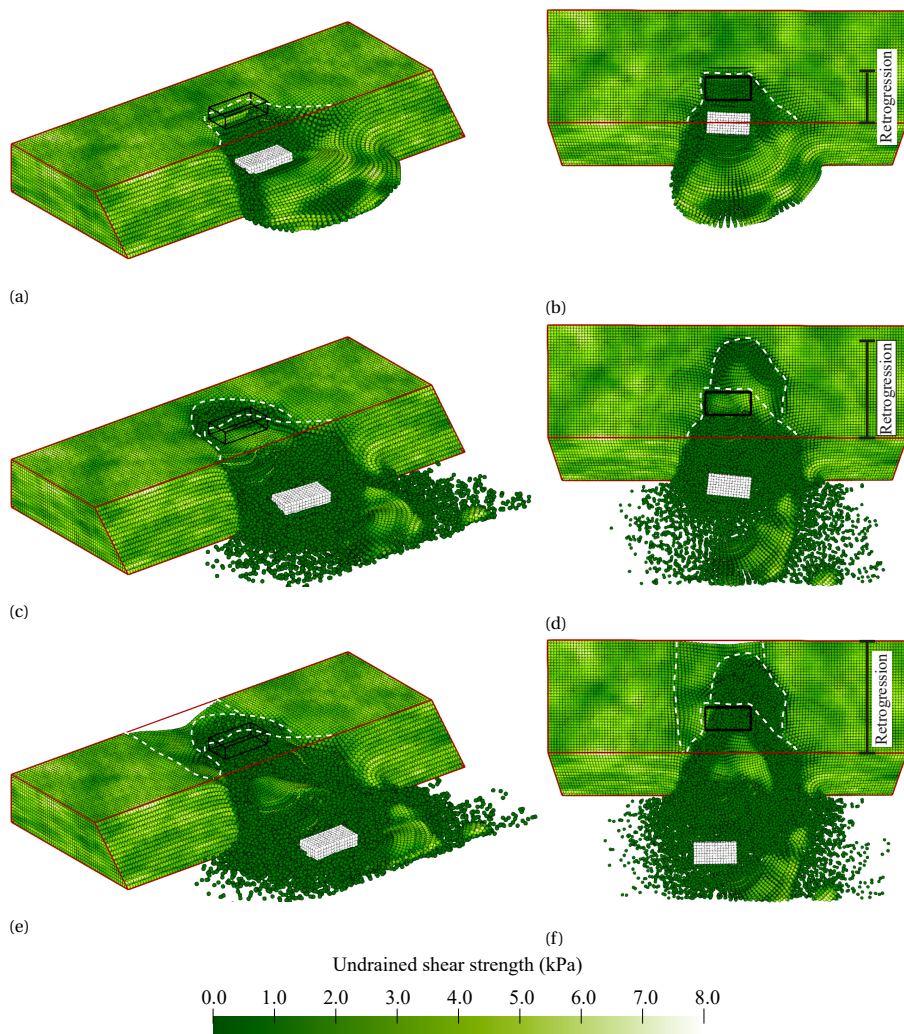 Retrogression
(a)
(b)
Retrogression
(c)
(d)
Retrogression
(e)
(f)
Undrained shear strength (kPa)
0.0 1.0 2.0 3.0 4.0 5.0 6.0 7.0 8.0